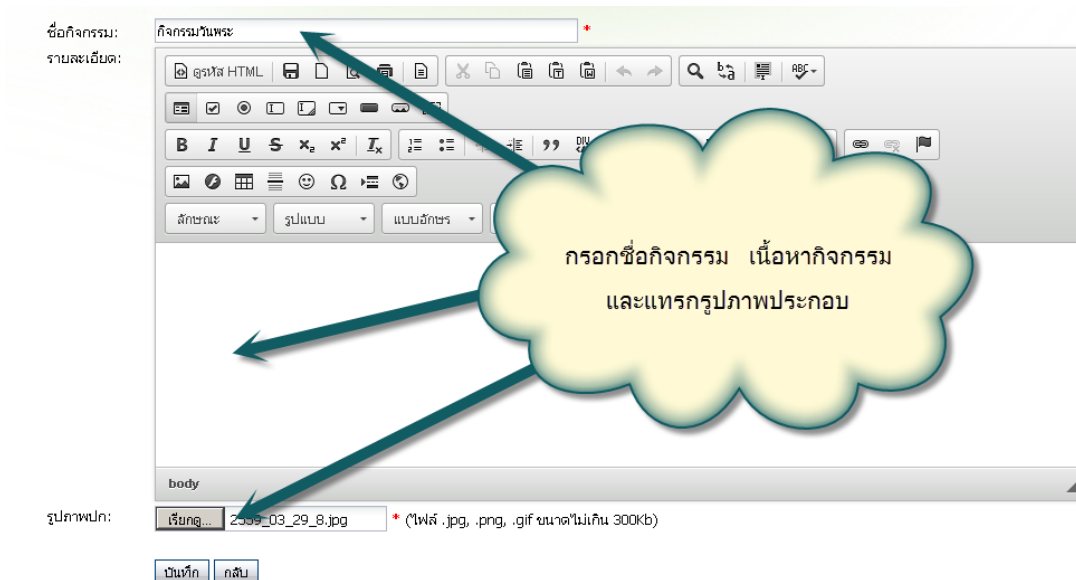 ชื่อกิจกรรม: กิจกรรมวันพระ *
รายละเอียด:
ดูรหัส HTML
ABC
B I U S x₂ x² Iₓ
Ω
ลักษณะ รูปแบบ แบบอักษร
กรอกชื่อกิจกรรม เนื้อหากิจกรรม
และแทรกรูปภาพประกอบ
body
รูปภาพปก: เรียกดู... 2559_03_29_8.jpg * (ไฟล์ .jpg, .png, .gif ขนาดไม่เกิน 300Kb)
บันทึก กลับ